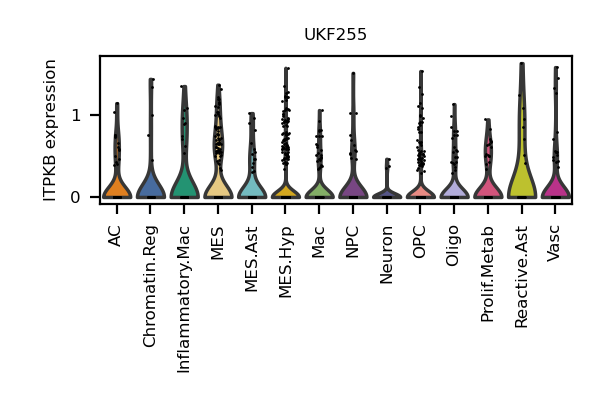 UKF255
ITPKB expression
1
0
AC
Chromatin.Reg
Inflammatory.Mac
MES
MES.Ast
MES.Hyp
Mac
NPC
Neuron
OPC
Oligo
Prolif.Metab
Reactive.Ast
Vasc